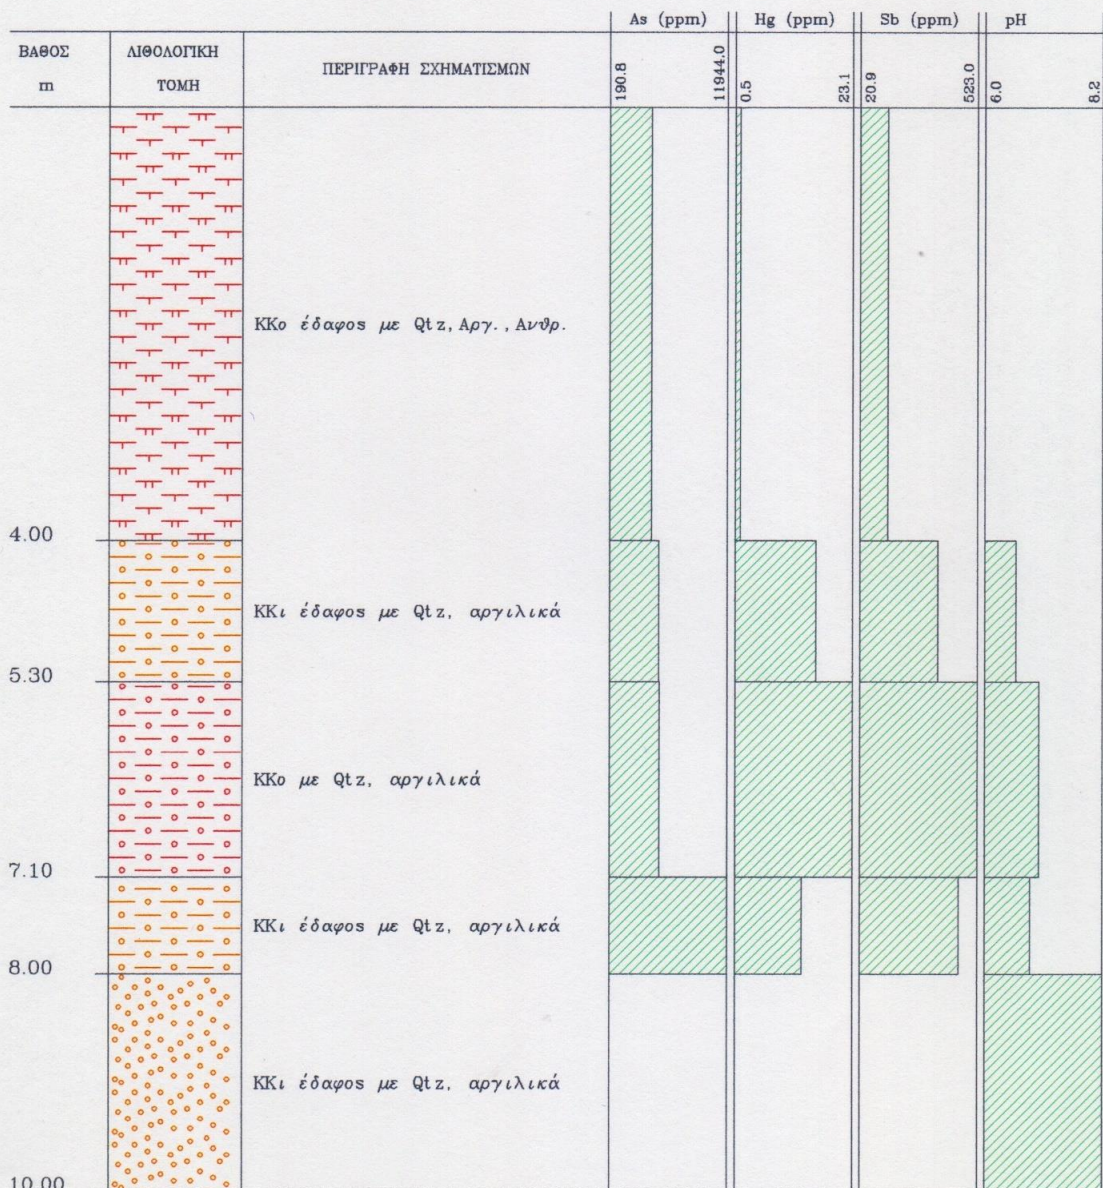 As (ppm) Hg (ppm) Sb (ppm) pH
ΒΑΘΟΣ
m
ΛΙΘΟΛΟΓΙΚΗ
ΤΟΜΗ
ΠΕΡΙΓΡΑΦΗ ΣΧΗΜΑΤΙΣΜΩΝ
190.8
11944.0
0.5
23.1
20.9
523.0
6.0
8.2
ΚΚο έδαφος με Qtz, Αργ., Ανθρ.
4.00
ΚΚι έδαφος με Qtz, αργιλικά
5.30
ΚΚο με Qtz, αργιλικά
7.10
ΚΚι έδαφος με Qtz, αργιλικά
8.00
ΚΚι έδαφος με Qtz, αργιλικά
10.00